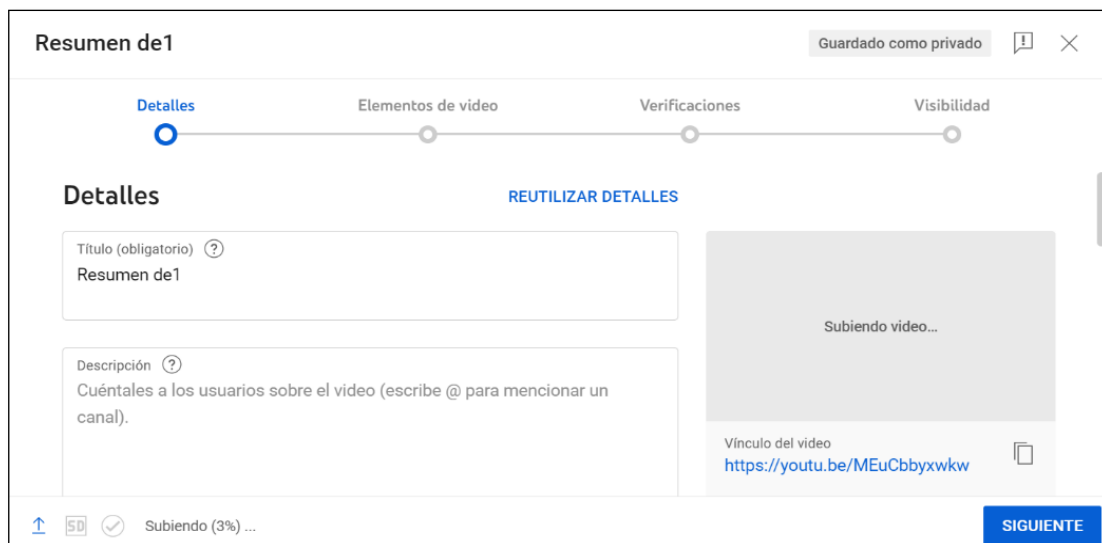 Resumen de1
Guardado como privado
Detalles
Elementos de video
Verificaciones
Visibilidad
Detalles
REUTILIZAR DETALLES
Título (obligatorio) ?
Resumen de1
Subiendo video...
Descripción ?
Cuéntales a los usuarios sobre el video (escribe @ para mencionar un
canal).
Vínculo del video
https://youtu.be/MEuCbbyxwkw
SD
Subiendo (3%) ...
SIGUIENTE